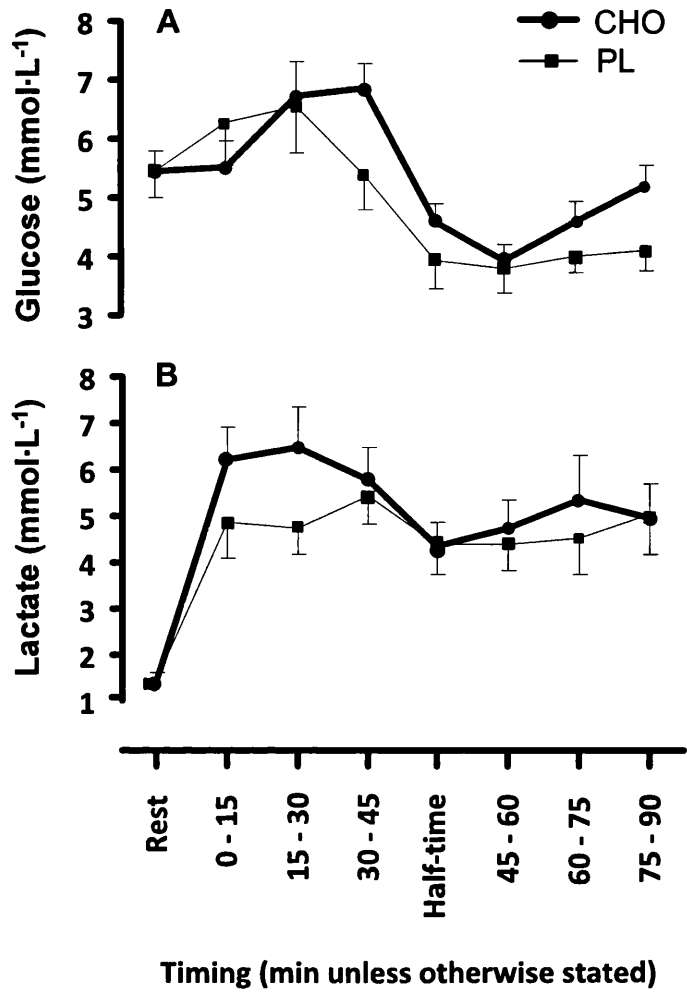 A
CHO
PL
Glucose (mmol·L⁻¹)
8
7
6
5
4
3
B
Lactate (mmol·L⁻¹)
8
7
6
5
4
3
2
1
Rest
0 - 15
15 - 30
30 - 45
Half-time
45 - 60
60 - 75
75 - 90
Timing (min unless otherwise stated)